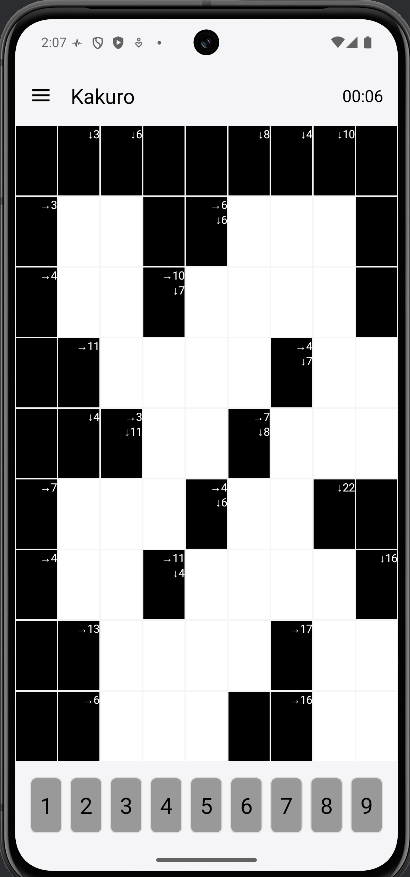 2:07
Kakuro 00:06
↓3 ↓6 ↓8 ↓4 ↓10
→3 →6
↓6
→4 →10
↓7
→11 →4
↓7
↓4 →3 →7
↓11 ↓8
→7 →4 ↓22
↓6
→4 →11 ↓16
↓4
→13 →17
→6 →16
1 2 3 4 5 6 7 8 9